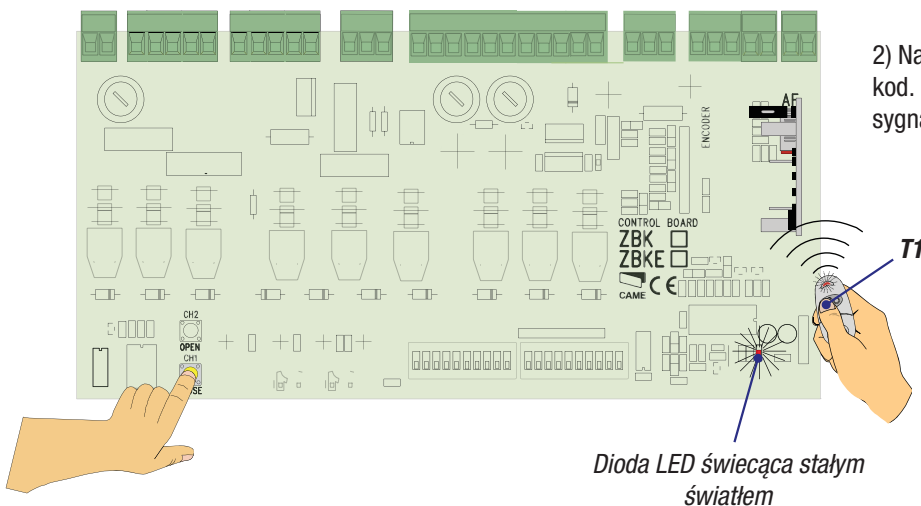 2) Na
kod.
sygna
AF
ENCODER
CONTROL BOARD
ZBK
ZBKE
CAME CE
T1
CH2
OPEN
CH1
Dioda LED świecąca stałym
światłem